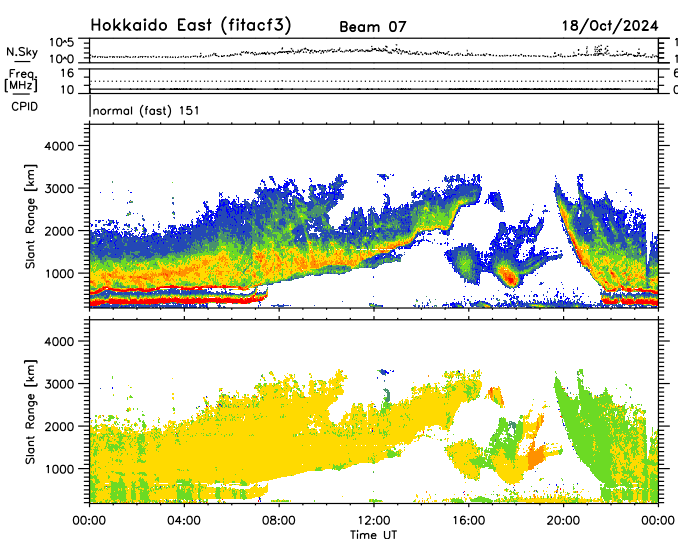 Hokkaido East (fitacf3) Beam 07 18/Oct/2024
N.Sky 10^5 10^0 1 1
Freq. [MHz] 16 10 6 0
CPID normal (fast) 151
4000
3000
2000
1000
Slant Range [km]
4000
3000
2000
1000
Slant Range [km]
00:00 04:00 08:00 12:00 16:00 20:00 00:00
Time UT